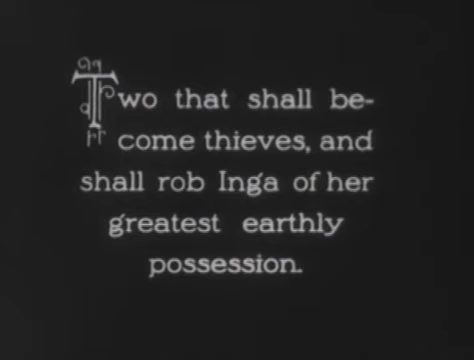 Two that shall be-
come thieves, and
shall rob Inga of her
greatest earthly
possession.